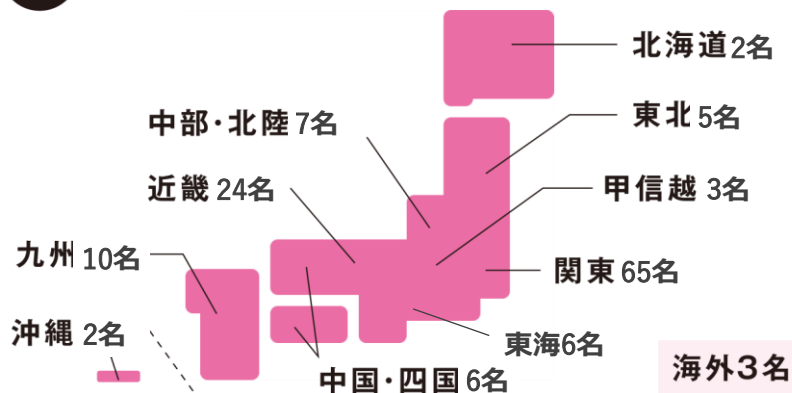 北海道2名
東北5名
中部・北陸7名
近畿24名
甲信越3名
九州10名
関東65名
沖縄2名
東海6名
中国・四国6名
海外3名